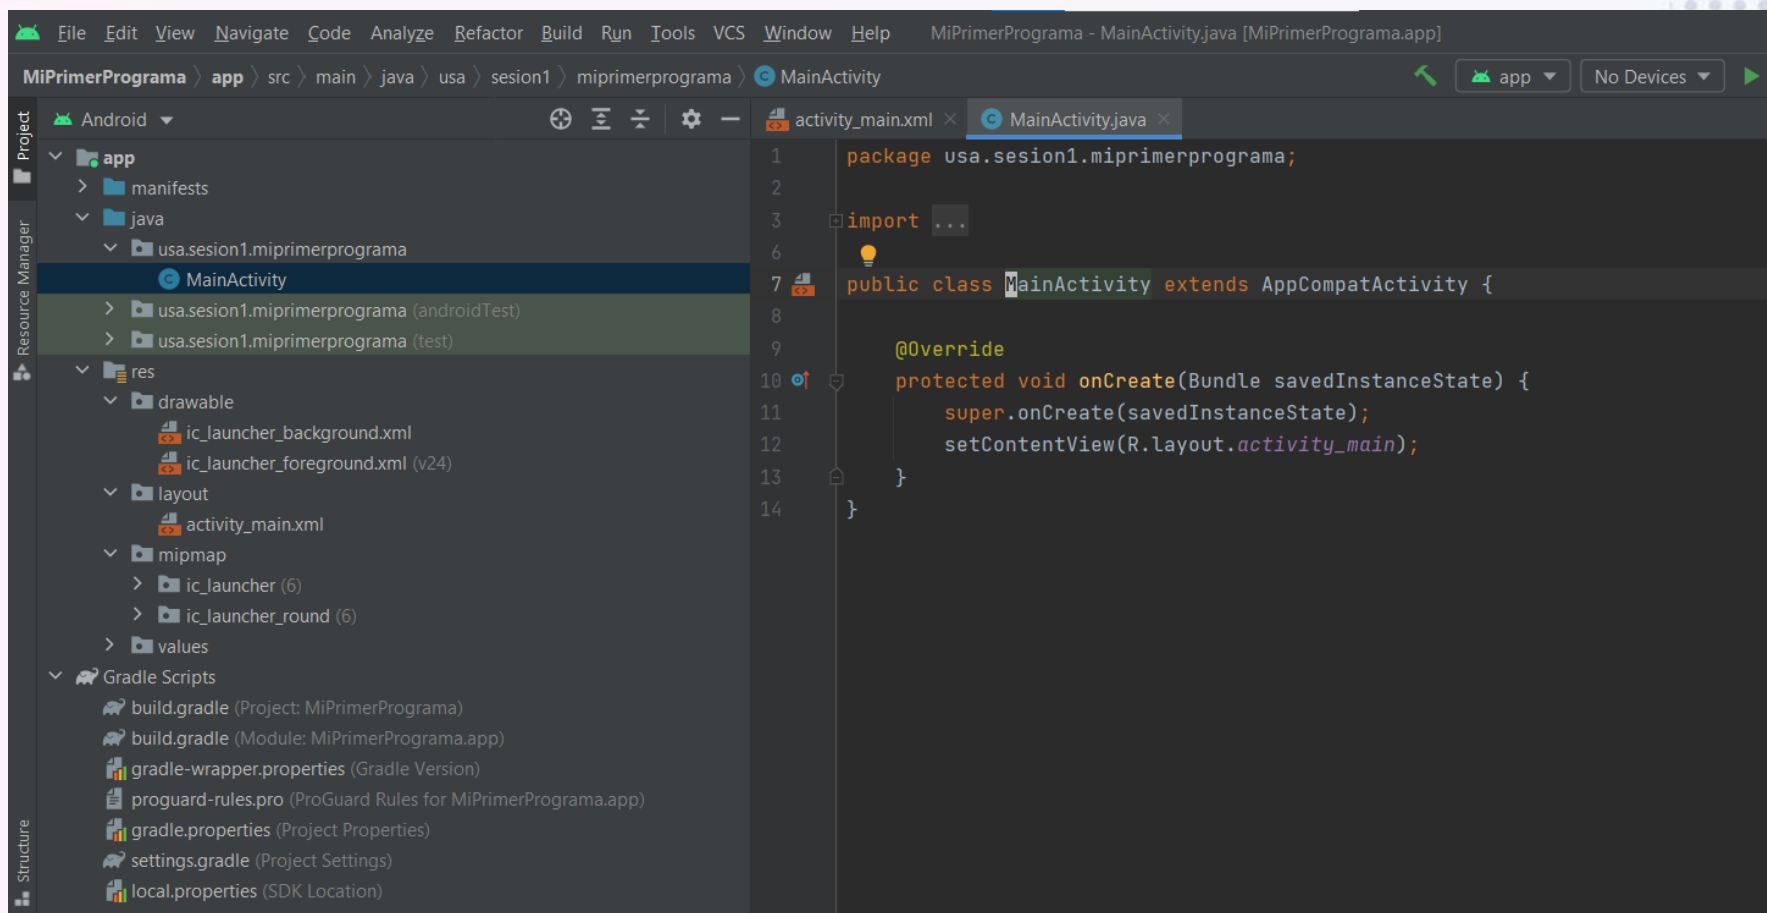 File Edit View Navigate Code Analyze Refactor Build Run Tools VCS Window Help MiPrimerPrograma - MainActivity.java [MiPrimerPrograma.app]
MiPrimerPrograma app src main java usa sesion1 miprimerprograma MainActivity app No Devices
Project
Resource Manager
Structure
Android
app
manifests
java
usa.sesion1.miprimerprograma
MainActivity
usa.sesion1.miprimerprograma (androidTest)
usa.sesion1.miprimerprograma (test)
res
drawable
ic_launcher_background.xml
ic_launcher_foreground.xml (v24)
layout
activity_main.xml
mipmap
ic_launcher (6)
ic_launcher_round (6)
values
Gradle Scripts
build.gradle (Project: MiPrimerPrograma)
build.gradle (Module: MiPrimerPrograma.app)
gradle-wrapper.properties (Gradle Version)
proguard-rules.pro (ProGuard Rules for MiPrimerPrograma.app)
gradle.properties (Project Properties)
settings.gradle (Project Settings)
local.properties (SDK Location)
activity_main.xml MainActivity.java
1 package usa.sesion1.miprimerprograma;
2
3 import ...
6
7 public class MainActivity extends AppCompatActivity {
8
9 @Override
10 protected void onCreate(Bundle savedInstanceState) {
11 super.onCreate(savedInstanceState);
12 setContentView(R.layout.activity_main);
13 }
14 }